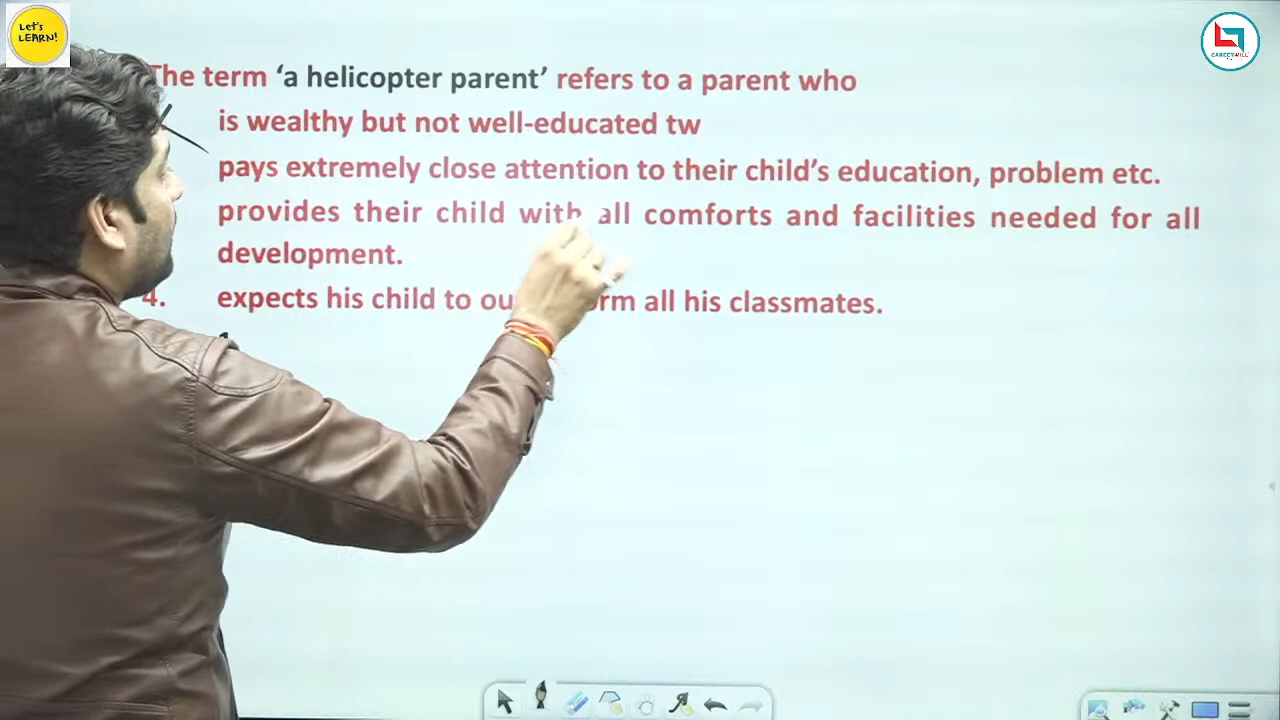 Let's
LEARN!
CAREERWILL
The term ‘a helicopter parent’ refers to a parent who
is wealthy but not well-educated tw
pays extremely close attention to their child’s education, problem etc.
provides their child with all comforts and facilities needed for all
development.
4. expects his child to all his classmates.